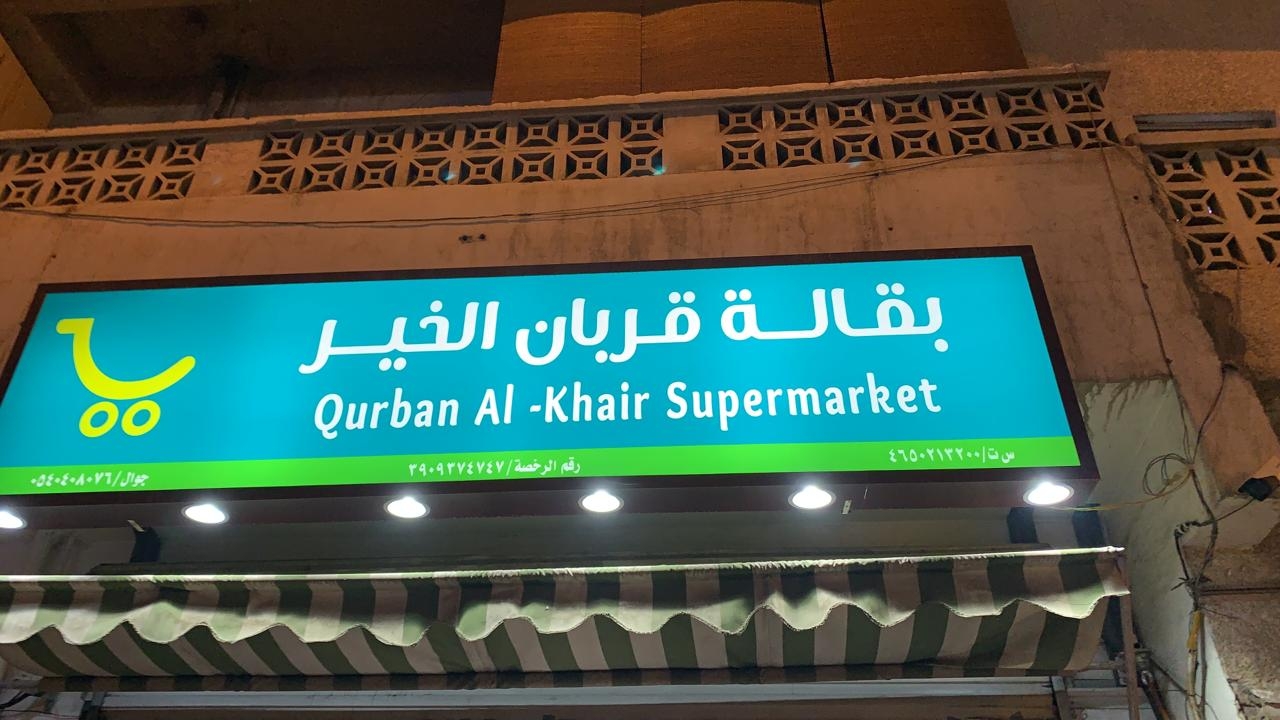 بقالة قربان الخير
Qurban Al -Khair Supermarket
س ت/٤٦٥٠٢١٣٢٠٠
رقم الرخصة/٣٩٠٩٣٧٤٧٤٧
جوال/٠٥٤٠٤٠٨٠٧٦